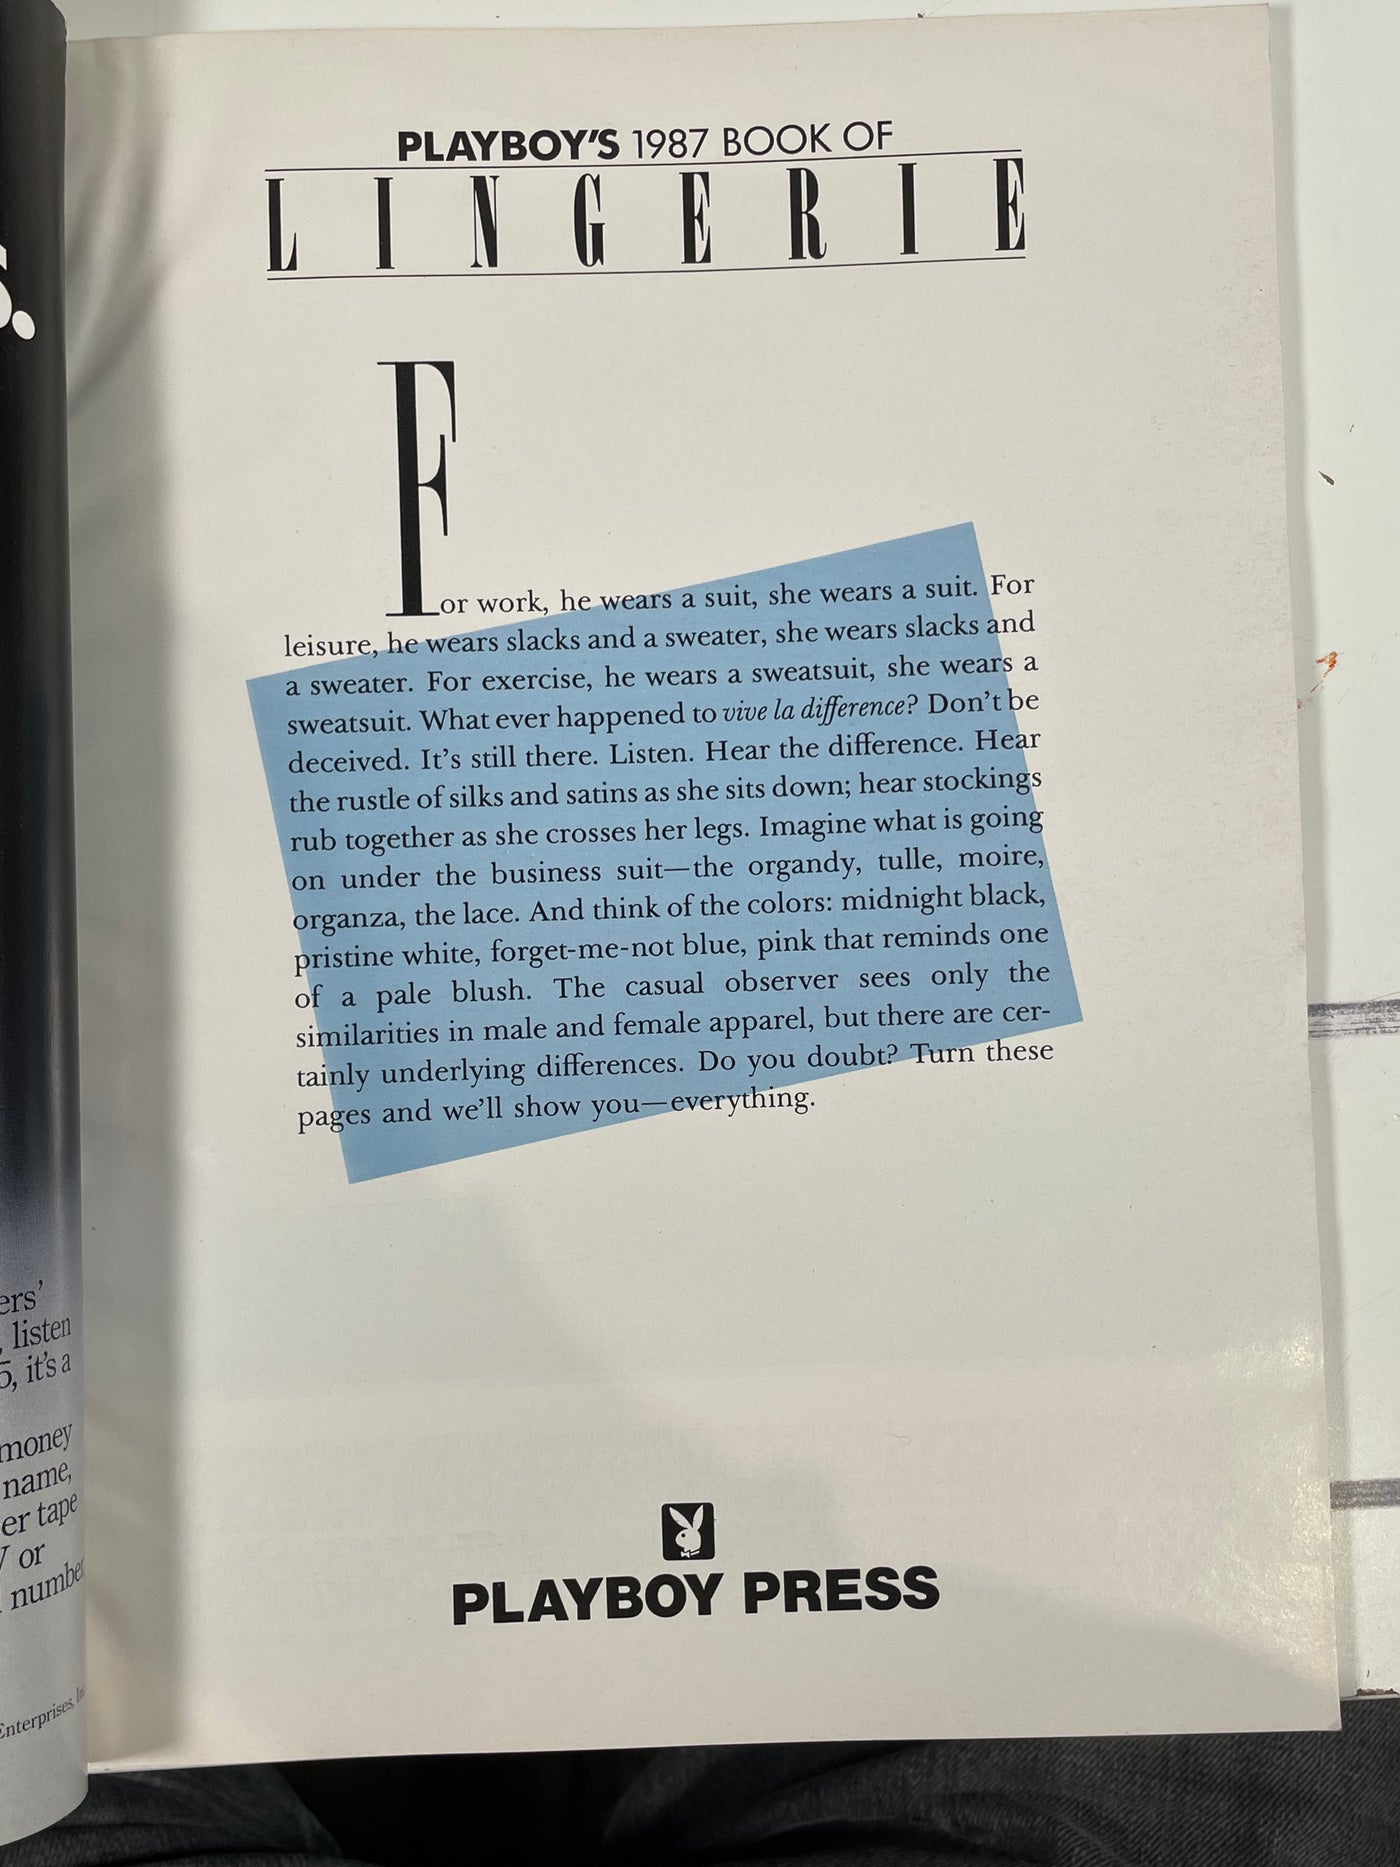 PLAYBOY'S 1987 BOOK OF
LINGERIE
For work, he wears a suit, she wears a suit. For
leisure, he wears slacks and a sweater, she wears slacks and
a sweater. For exercise, he wears a sweatsuit, she wears a
sweatsuit. What ever happened to vive la difference? Don't be
deceived. It's still there. Listen. Hear the difference. Hear
the rustle of silks and satins as she sits down; hear stockings
rub together as she crosses her legs. Imagine what is going
on under the business suit—the organdy, tulle, moire,
organza, the lace. And think of the colors: midnight black,
pristine white, forget-me-not blue, pink that reminds one
of a pale blush. The casual observer sees only the
similarities in male and female apparel, but there are cer-
tainly underlying differences. Do you doubt? Turn these
pages and we'll show you—everything.
PLAYBOY PRESS
listen
it's a
money
name,
tape
or
Enterprises,